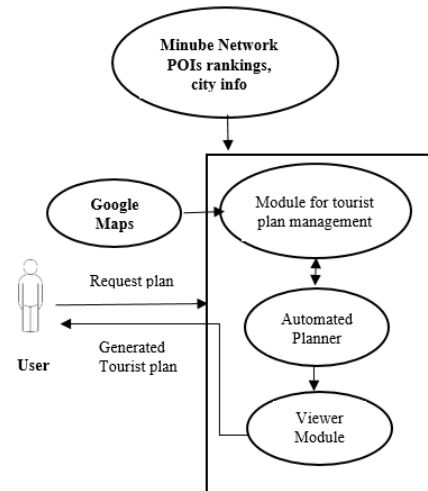 Minube Network
POIs rankings,
city info
Google
Maps
Module for tourist
plan management
Request plan
Automated
Planner
User
Generated
Tourist plan
Viewer
Module